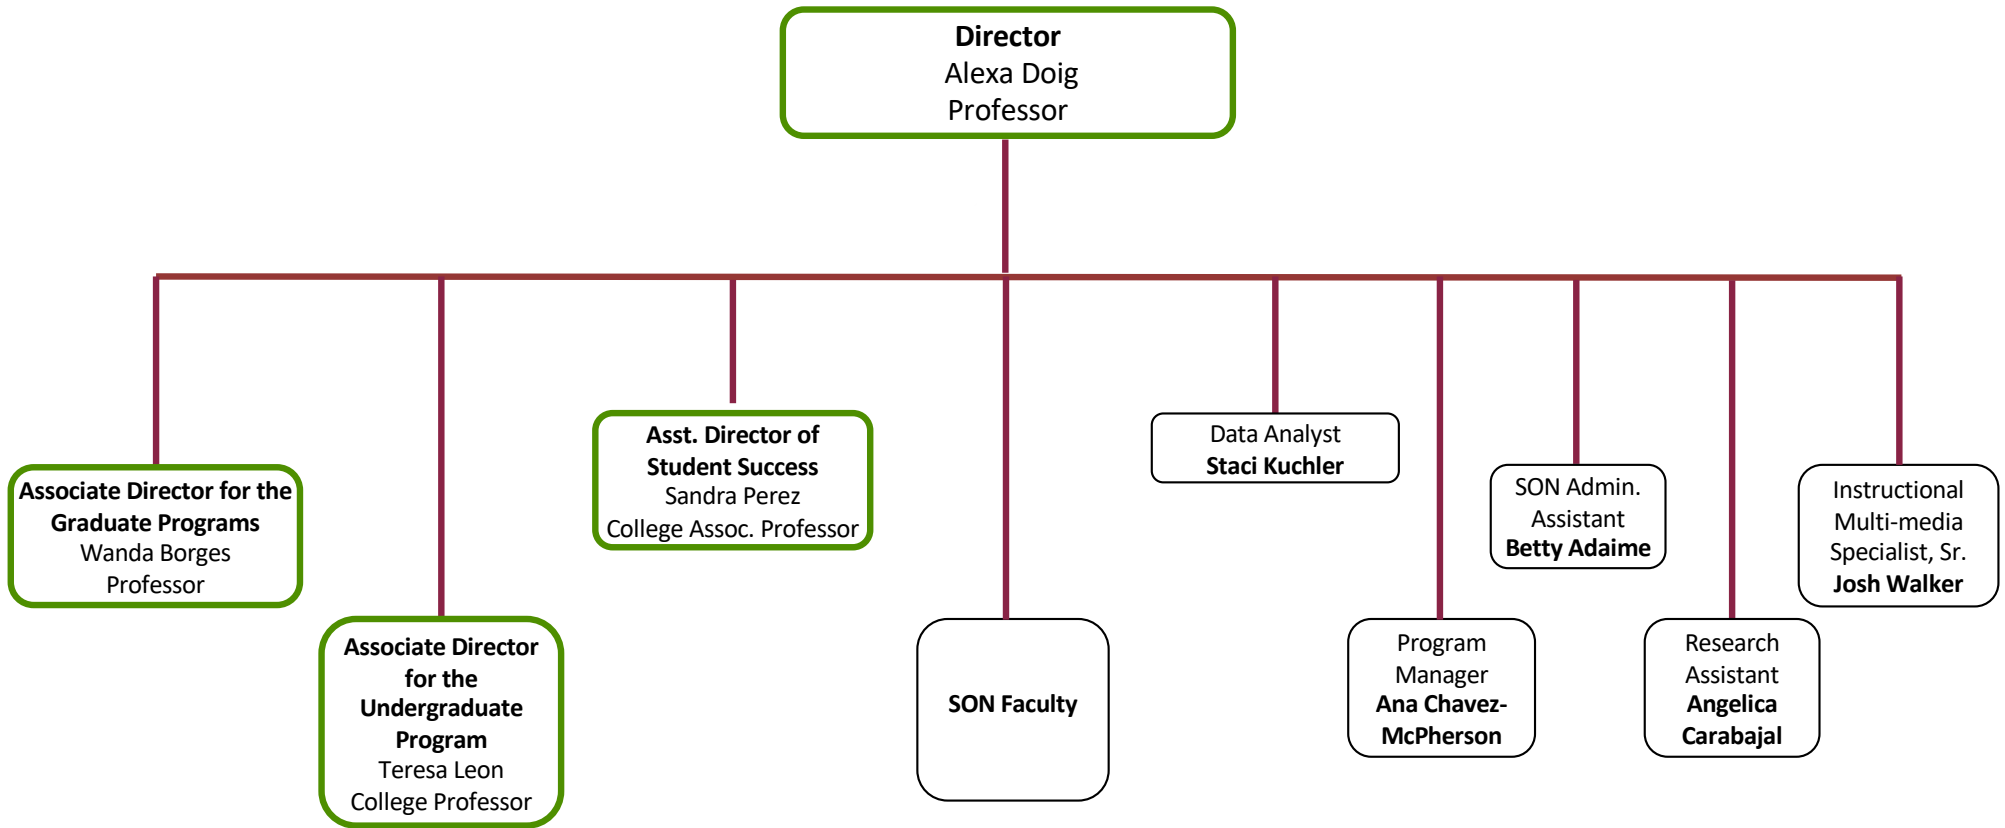 Director
Alexa Doig
Professor
Associate Director for the
Graduate Programs
Wanda Borges
Professor
Associate Director
for the
Undergraduate
Program
Teresa Leon
College Professor
Asst. Director of
Student Success
Sandra Perez
College Assoc. Professor
SON Faculty
Data Analyst
Staci Kuchler
Program
Manager
Ana Chavez-
McPherson
SON Admin.
Assistant
Betty Adaime
Research
Assistant
Angelica
Carabajal
Instructional
Multi-media
Specialist, Sr.
Josh Walker